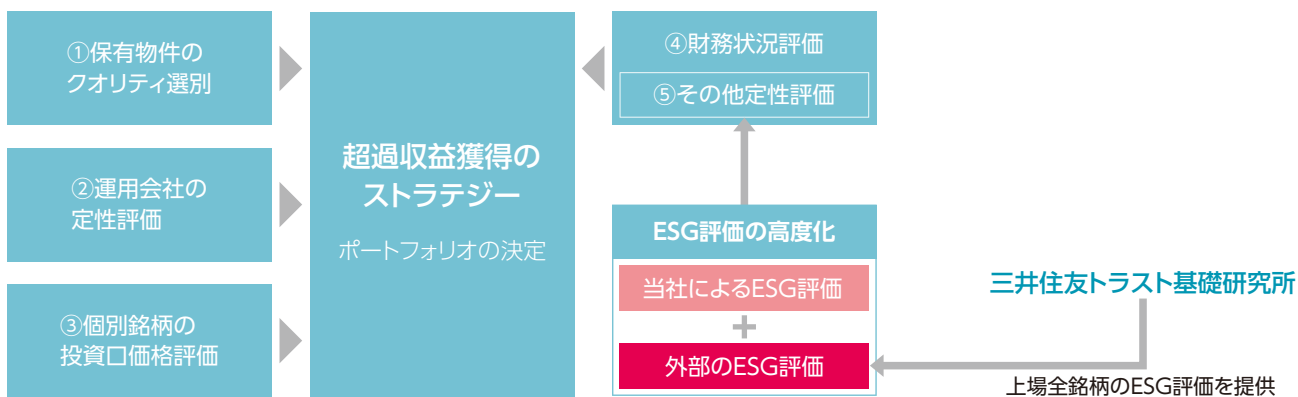 ①保有物件の
クオリティ選別
②運用会社の
定性評価
③個別銘柄の
投資口価格評価
超過収益獲得の
ストラテジー
ポートフォリオの決定
④財務状況評価
⑤その他定性評価
ESG評価の高度化
当社によるESG評価
+
外部のESG評価
三井住友トラスト基礎研究所
上場全銘柄のESG評価を提供